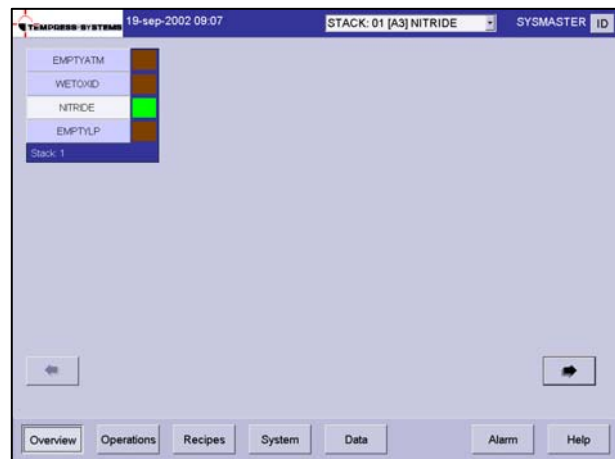 TEMPRESS-SYSTEMS 19-sep-2002 09:07 STACK: 01 [A3] NITRIDE SYSMASTER ID
EMPTYATM
WETOXID
NITRIDE
EMPTYLP
Stack: 1
Overview Operations Recipes System Data Alarm Help